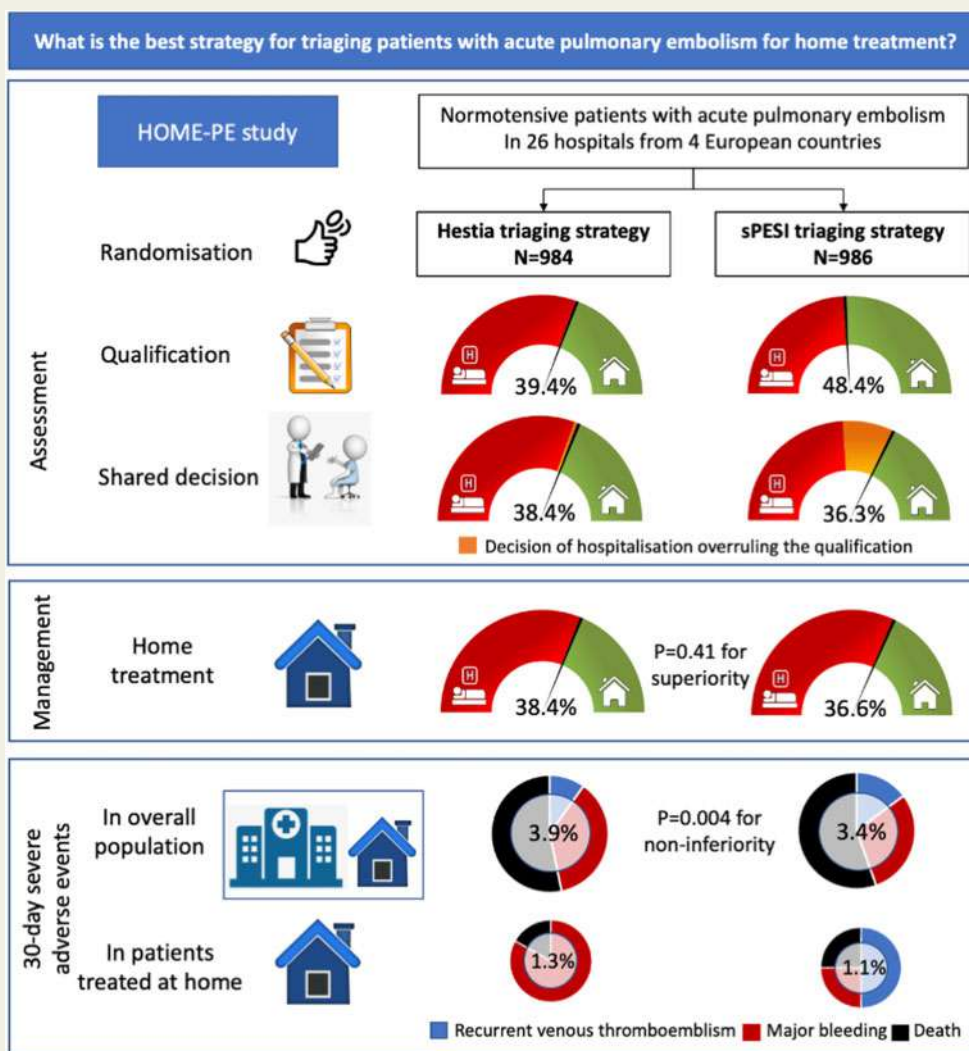 What is the best strategy for triaging patients with acute pulmonary embolism for home treatment?
HOME-PE study
Normotensive patients with acute pulmonary embolism
In 26 hospitals from 4 European countries
Assessment
Randomisation
Hestia triaging strategy
N=984
sPESI triaging strategy
N=986
Qualification
H
39.4%
H
48.4%
Shared decision
H
38.4%
H
36.3%
Decision of hospitalisation overruling the qualification
Management
Home
treatment
H
38.4%
P=0.41 for
superiority
H
36.6%
30-day severe
adverse events
In overall
population
3.9%
P=0.004 for
non-inferiority
3.4%
In patients
treated at home
1.3%
1.1%
Recurrent venous thromboemblism Major bleeding Death